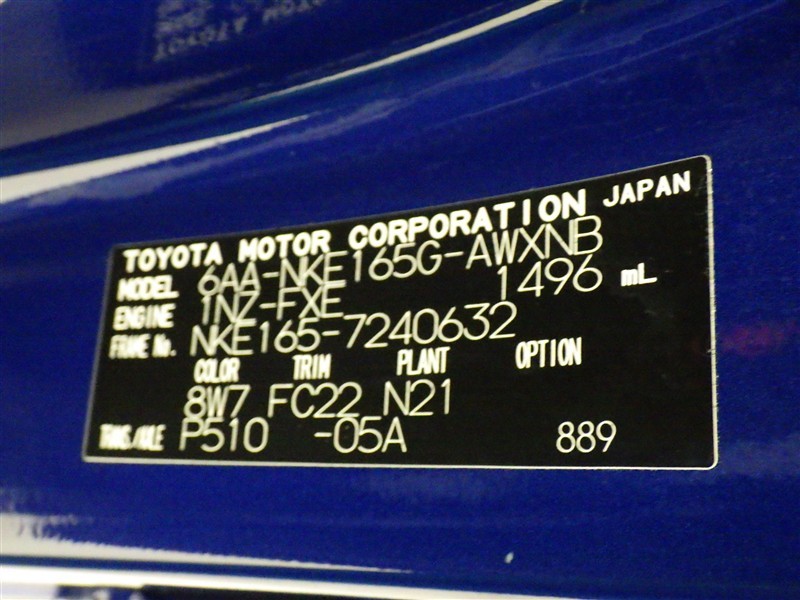 TOYOTA MOTOR CORPORATION JAPAN
MODEL 6AA-NKE165G-AWXNB
ENGINE 1NZ-FXE 1496 mL
FRAME No. NKE165-7240632
COLOR TRIM PLANT OPTION
8W7 FC22 N21
TRANS./AXLE P510 -05A 889